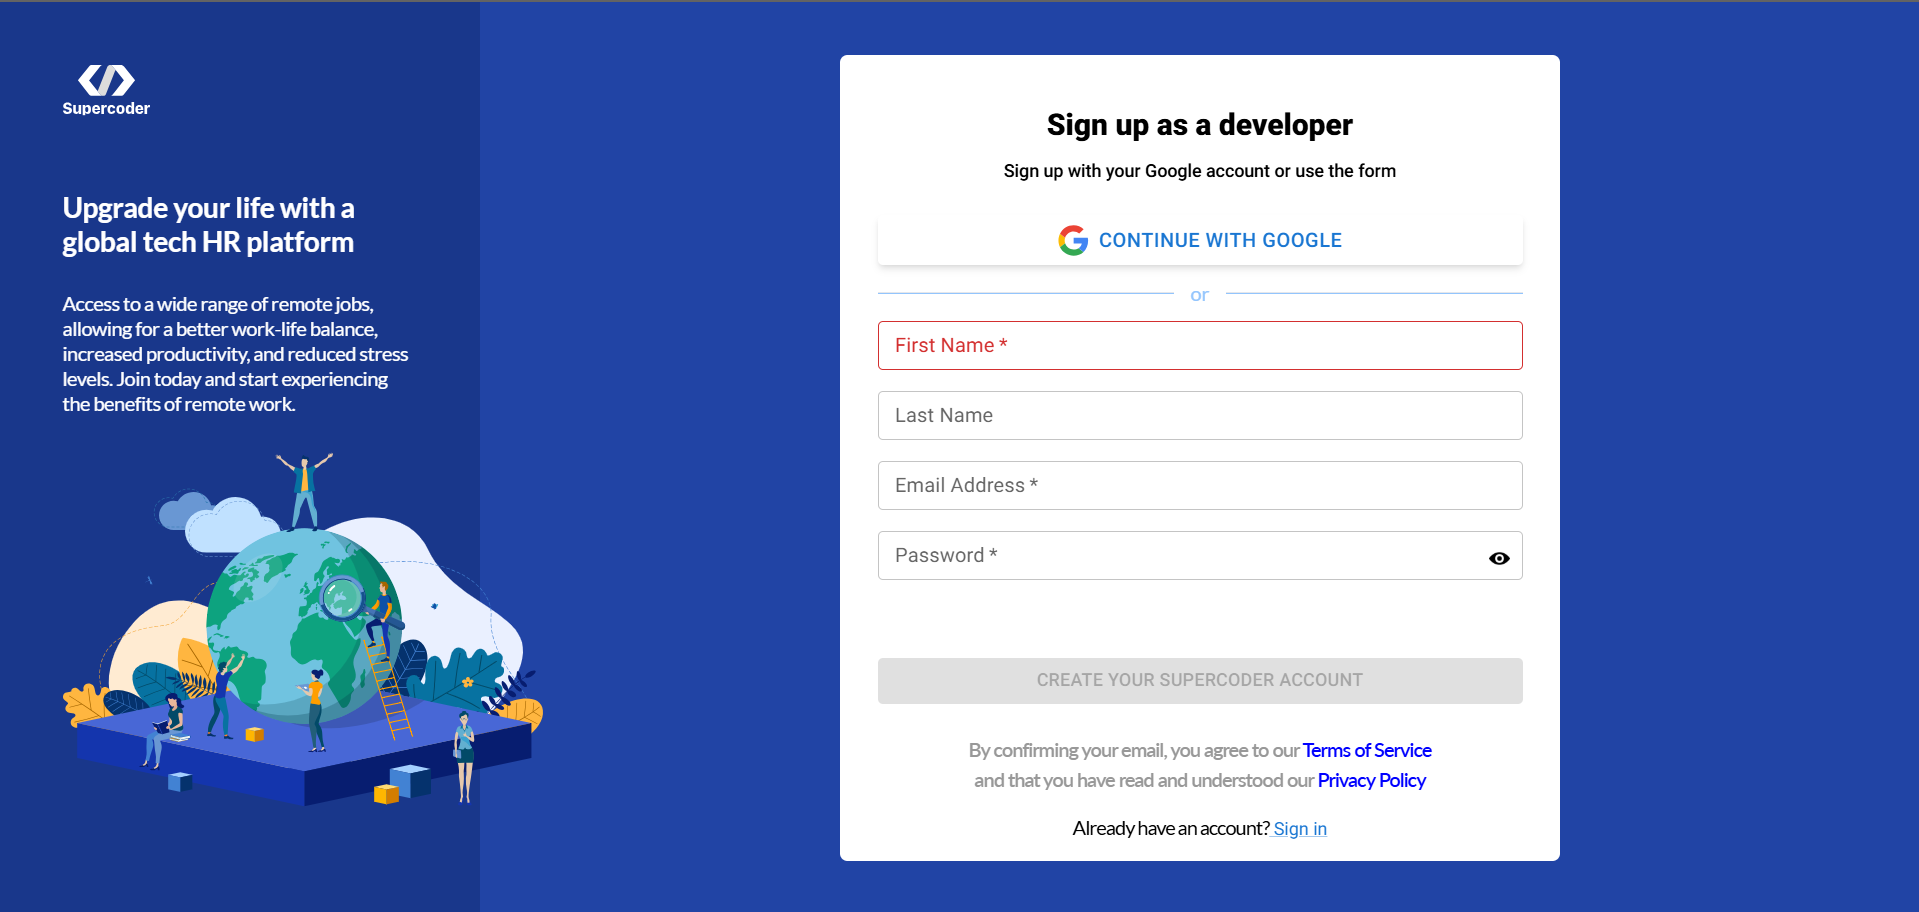 Supercoder
Upgrade your life with a
global tech HR platform
Access to a wide range of remote jobs,
allowing for a better work-life balance,
increased productivity, and reduced stress
levels. Join today and start experiencing
the benefits of remote work.
Sign up as a developer
Sign up with your Google account or use the form
CONTINUE WITH GOOGLE
or
First Name *
Last Name
Email Address *
Password *
CREATE YOUR SUPERCODER ACCOUNT
By confirming your email, you agree to our Terms of Service
and that you have read and understood our Privacy Policy
Already have an account? Sign in